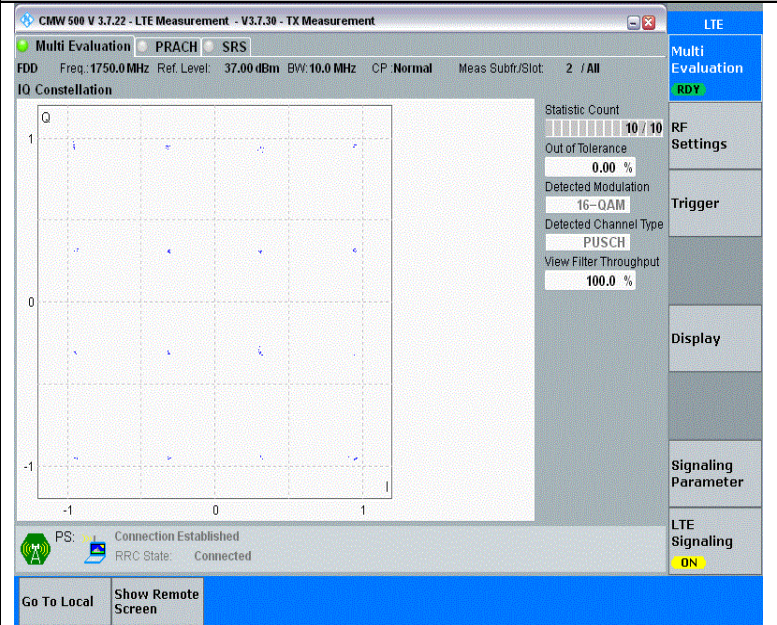 CMW 500 V 3.7.22 - LTE Measurement - V3.7.30 - TX Measurement
LTE
Multi Evaluation PRACH SRS
FDD Freq.: 1750.0 MHz Ref. Level: 37.00 dBm BW: 10.0 MHz CP : Normal Meas Subfr./Slot: 2 / All
IQ Constellation
Q
1
0
-1
-1 0 1
I
Statistic Count
10 / 10
Out of Tolerance
0.00 %
Detected Modulation
16-QAM
Detected Channel Type
PUSCH
View Filter Throughput
100.0 %
Multi
Evaluation
RDY
RF
Settings
Trigger
Display
Signaling
Parameter
LTE
Signaling
ON
PS: Connection Established
RRC State: Connected
Go To Local
Show Remote
Screen